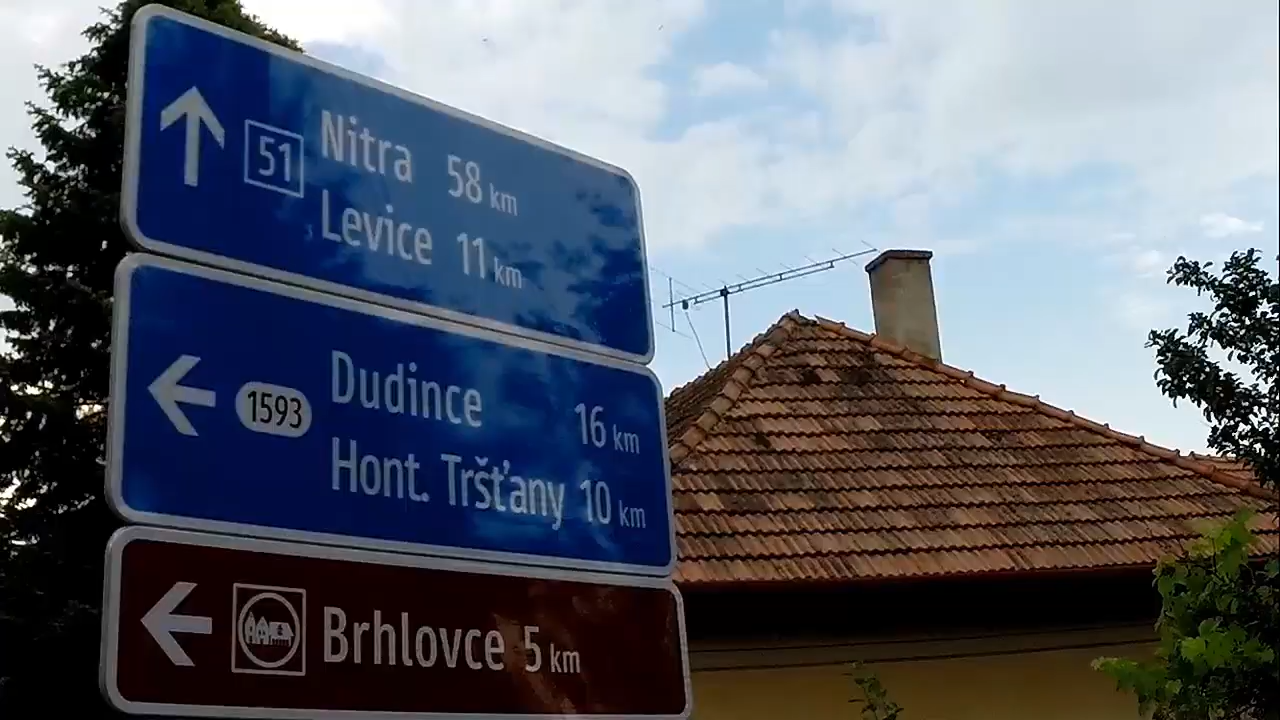 51
Nitra 58 km
Levice 11 km
1593
Dudince 16 km
Hont. Tršťany 10 km
Brhlovce 5 km